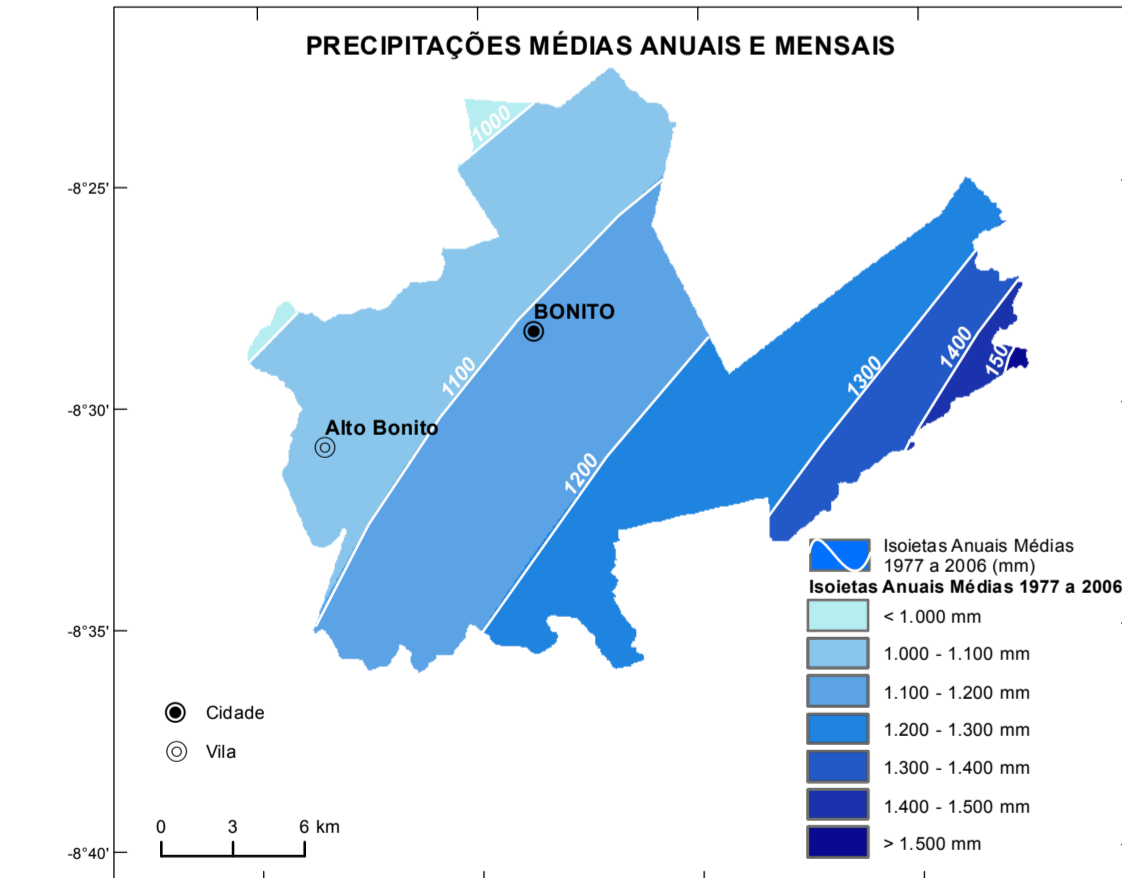 PRECIPITAÇÕES MÉDIAS ANUAIS E MENSAIS
1000
-8°25'
BONITO
1100
1300
1400
150
-8°30'
Alto Bonito
1200
Isoietas Anuais Médias
1977 a 2006 (mm)
Isoietas Anuais Médias 1977 a 2006
< 1.000 mm
1.000 - 1.100 mm
1.100 - 1.200 mm
1.200 - 1.300 mm
1.300 - 1.400 mm
1.400 - 1.500 mm
> 1.500 mm
-8°35'
Cidade
Vila
0 3 6 km
-8°40'